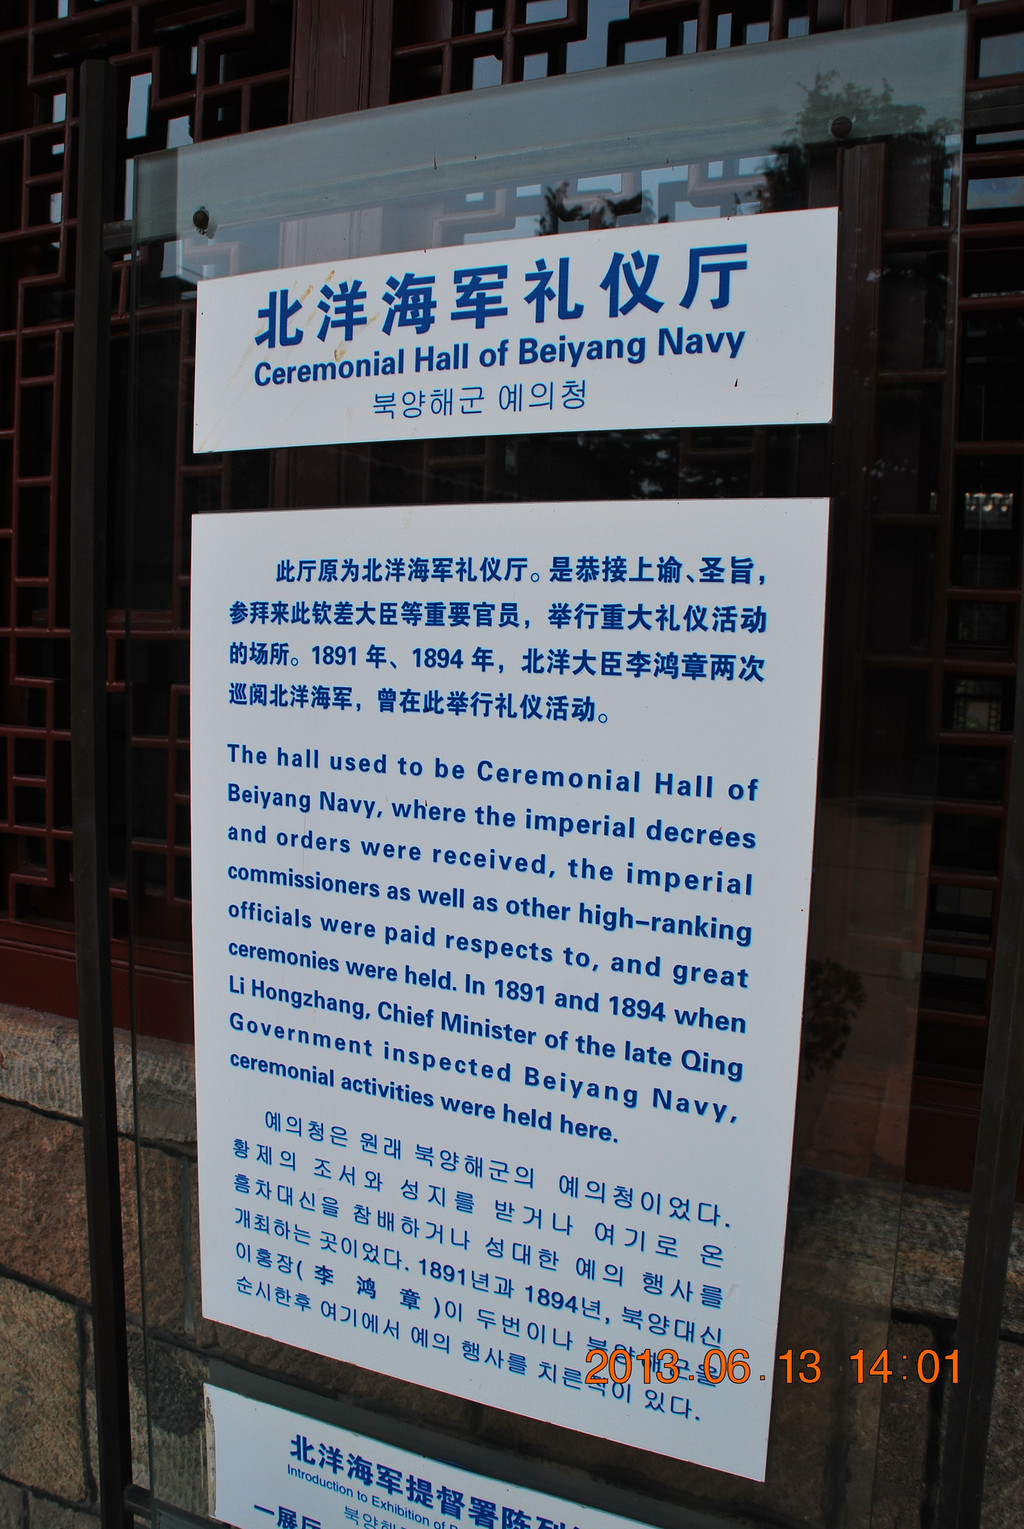 北洋海军礼仪厅
Ceremonial Hall of Beiyang Navy
북양해군 예의청
此厅原为北洋海军礼仪厅。是恭接上谕、圣旨，
参拜来此钦差大臣等重要官员，举行重大礼仪活动
的场所。1891年、1894年，北洋大臣李鸿章两次
巡阅北洋海军，曾在此举行礼仪活动。
The hall used to be Ceremonial Hall of
Beiyang Navy, where the imperial decrees
and orders were received, the imperial
commissioners as well as other high-ranking
officials were paid respects to, and great
ceremonies were held. In 1891 and 1894 when
Li Hongzhang, Chief Minister of the late Qing
Government inspected Beiyang Navy,
ceremonial activities were held here.
예의청은 원래 북양해군의 예의청이었다.
황제의 조서와 성지를 받거나 여기로 온
흠차대신을 참배하거나 성대한 예의 행사를
개최하는 곳이었다. 1891년과 1894년, 북양대신
이홍장(李鸿章)이 두번이나 북양해군을
순시한후 여기에서 예의 행사를 치른적이 있다.
2013.06.13 14:01
北洋海军提督署陈列
Introduction to Exhibition of
북양해
一展厅